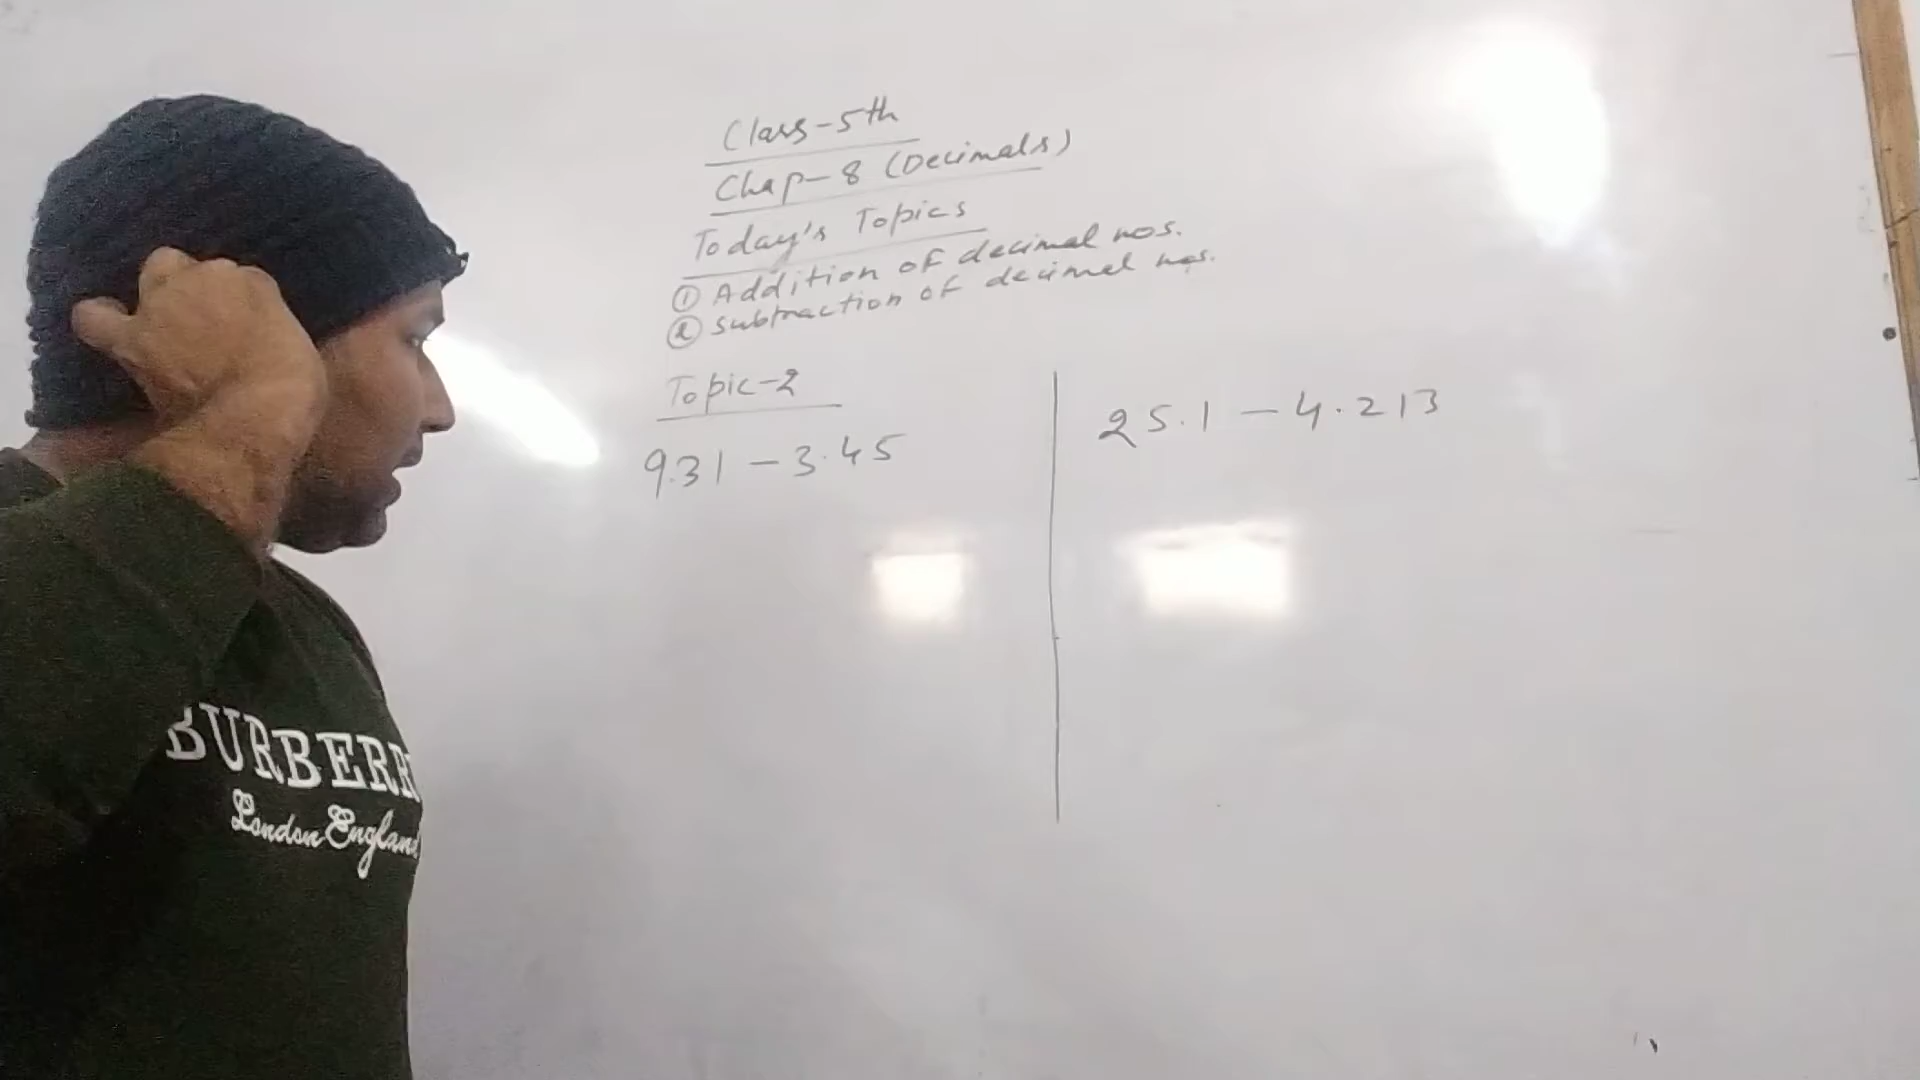 Class-5th
Chap-8 (Decimals)
Today's Topics
① Addition of decimal nos.
② Subtraction of decimal nos.
Topic-2
9.31 - 3.45
25.1 - 4.213
BURBERR
London England